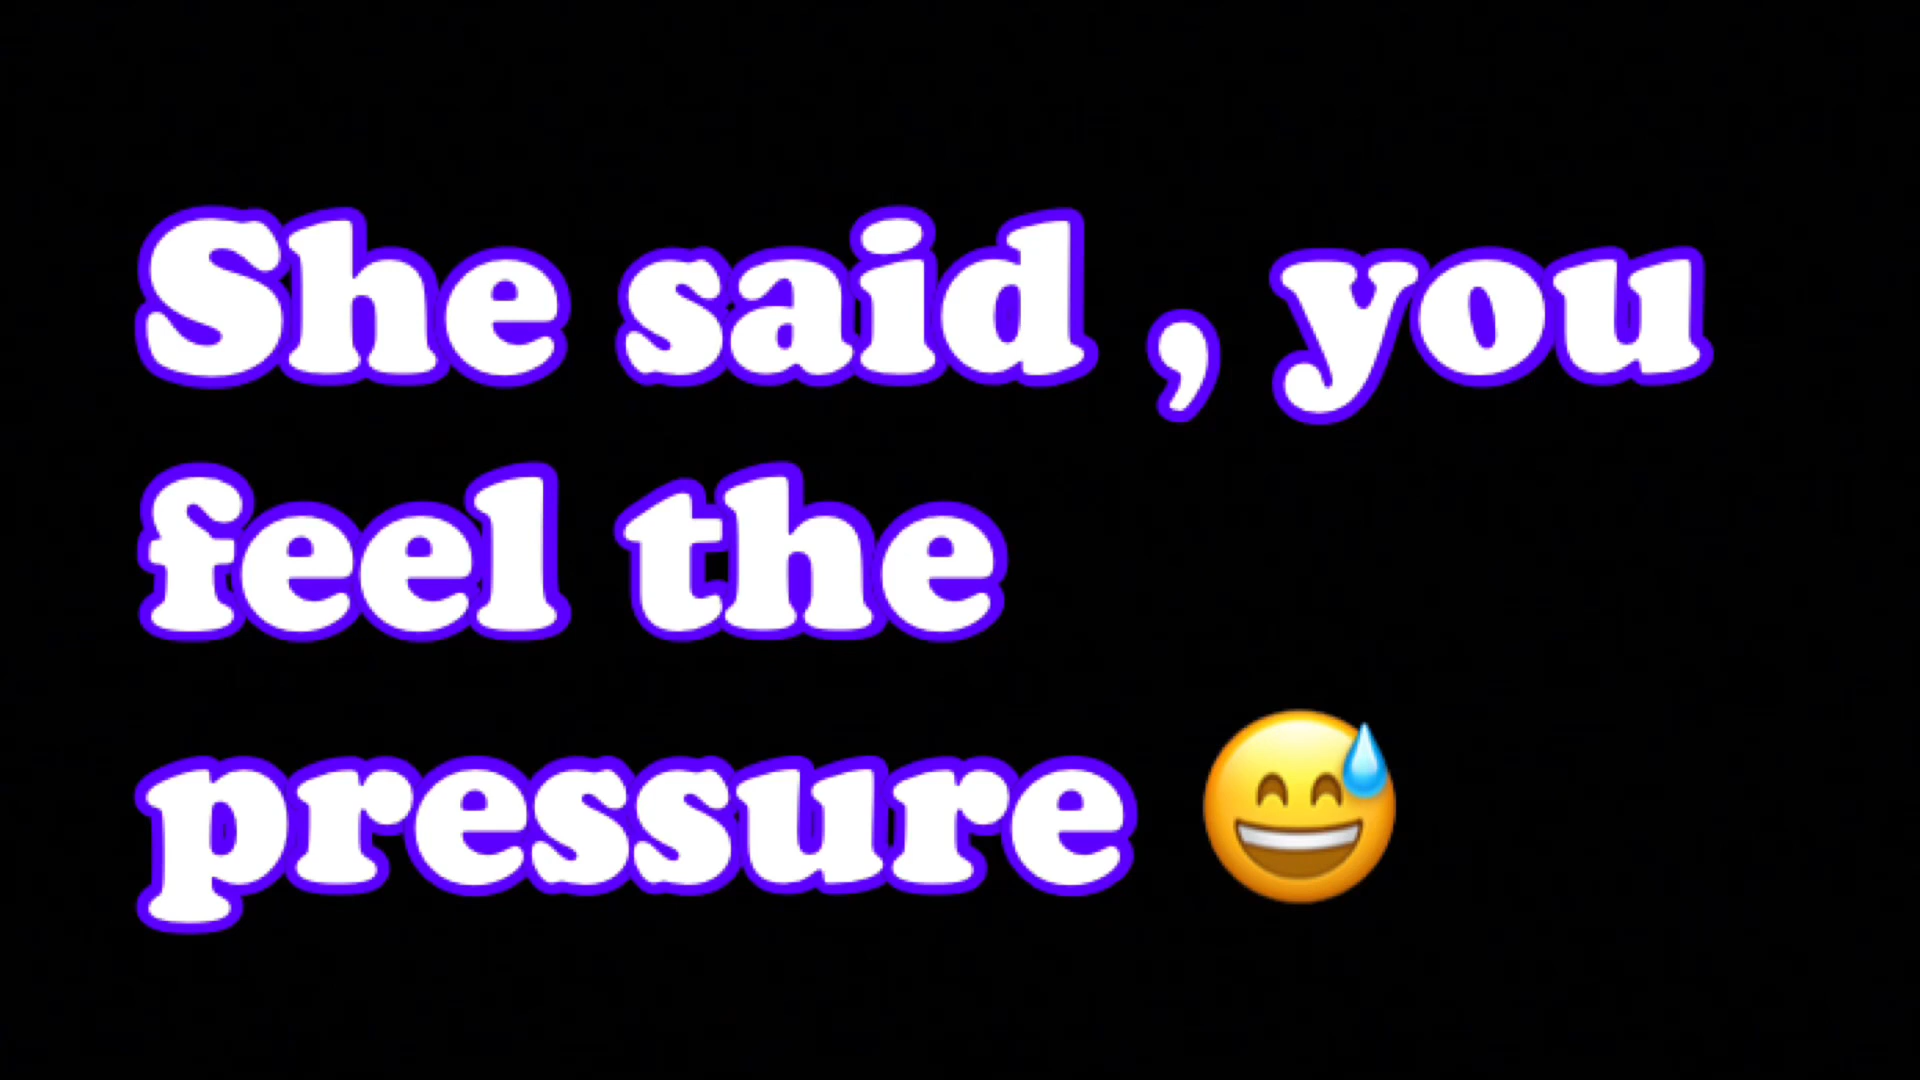 She said , you
feel the
pressure 😅